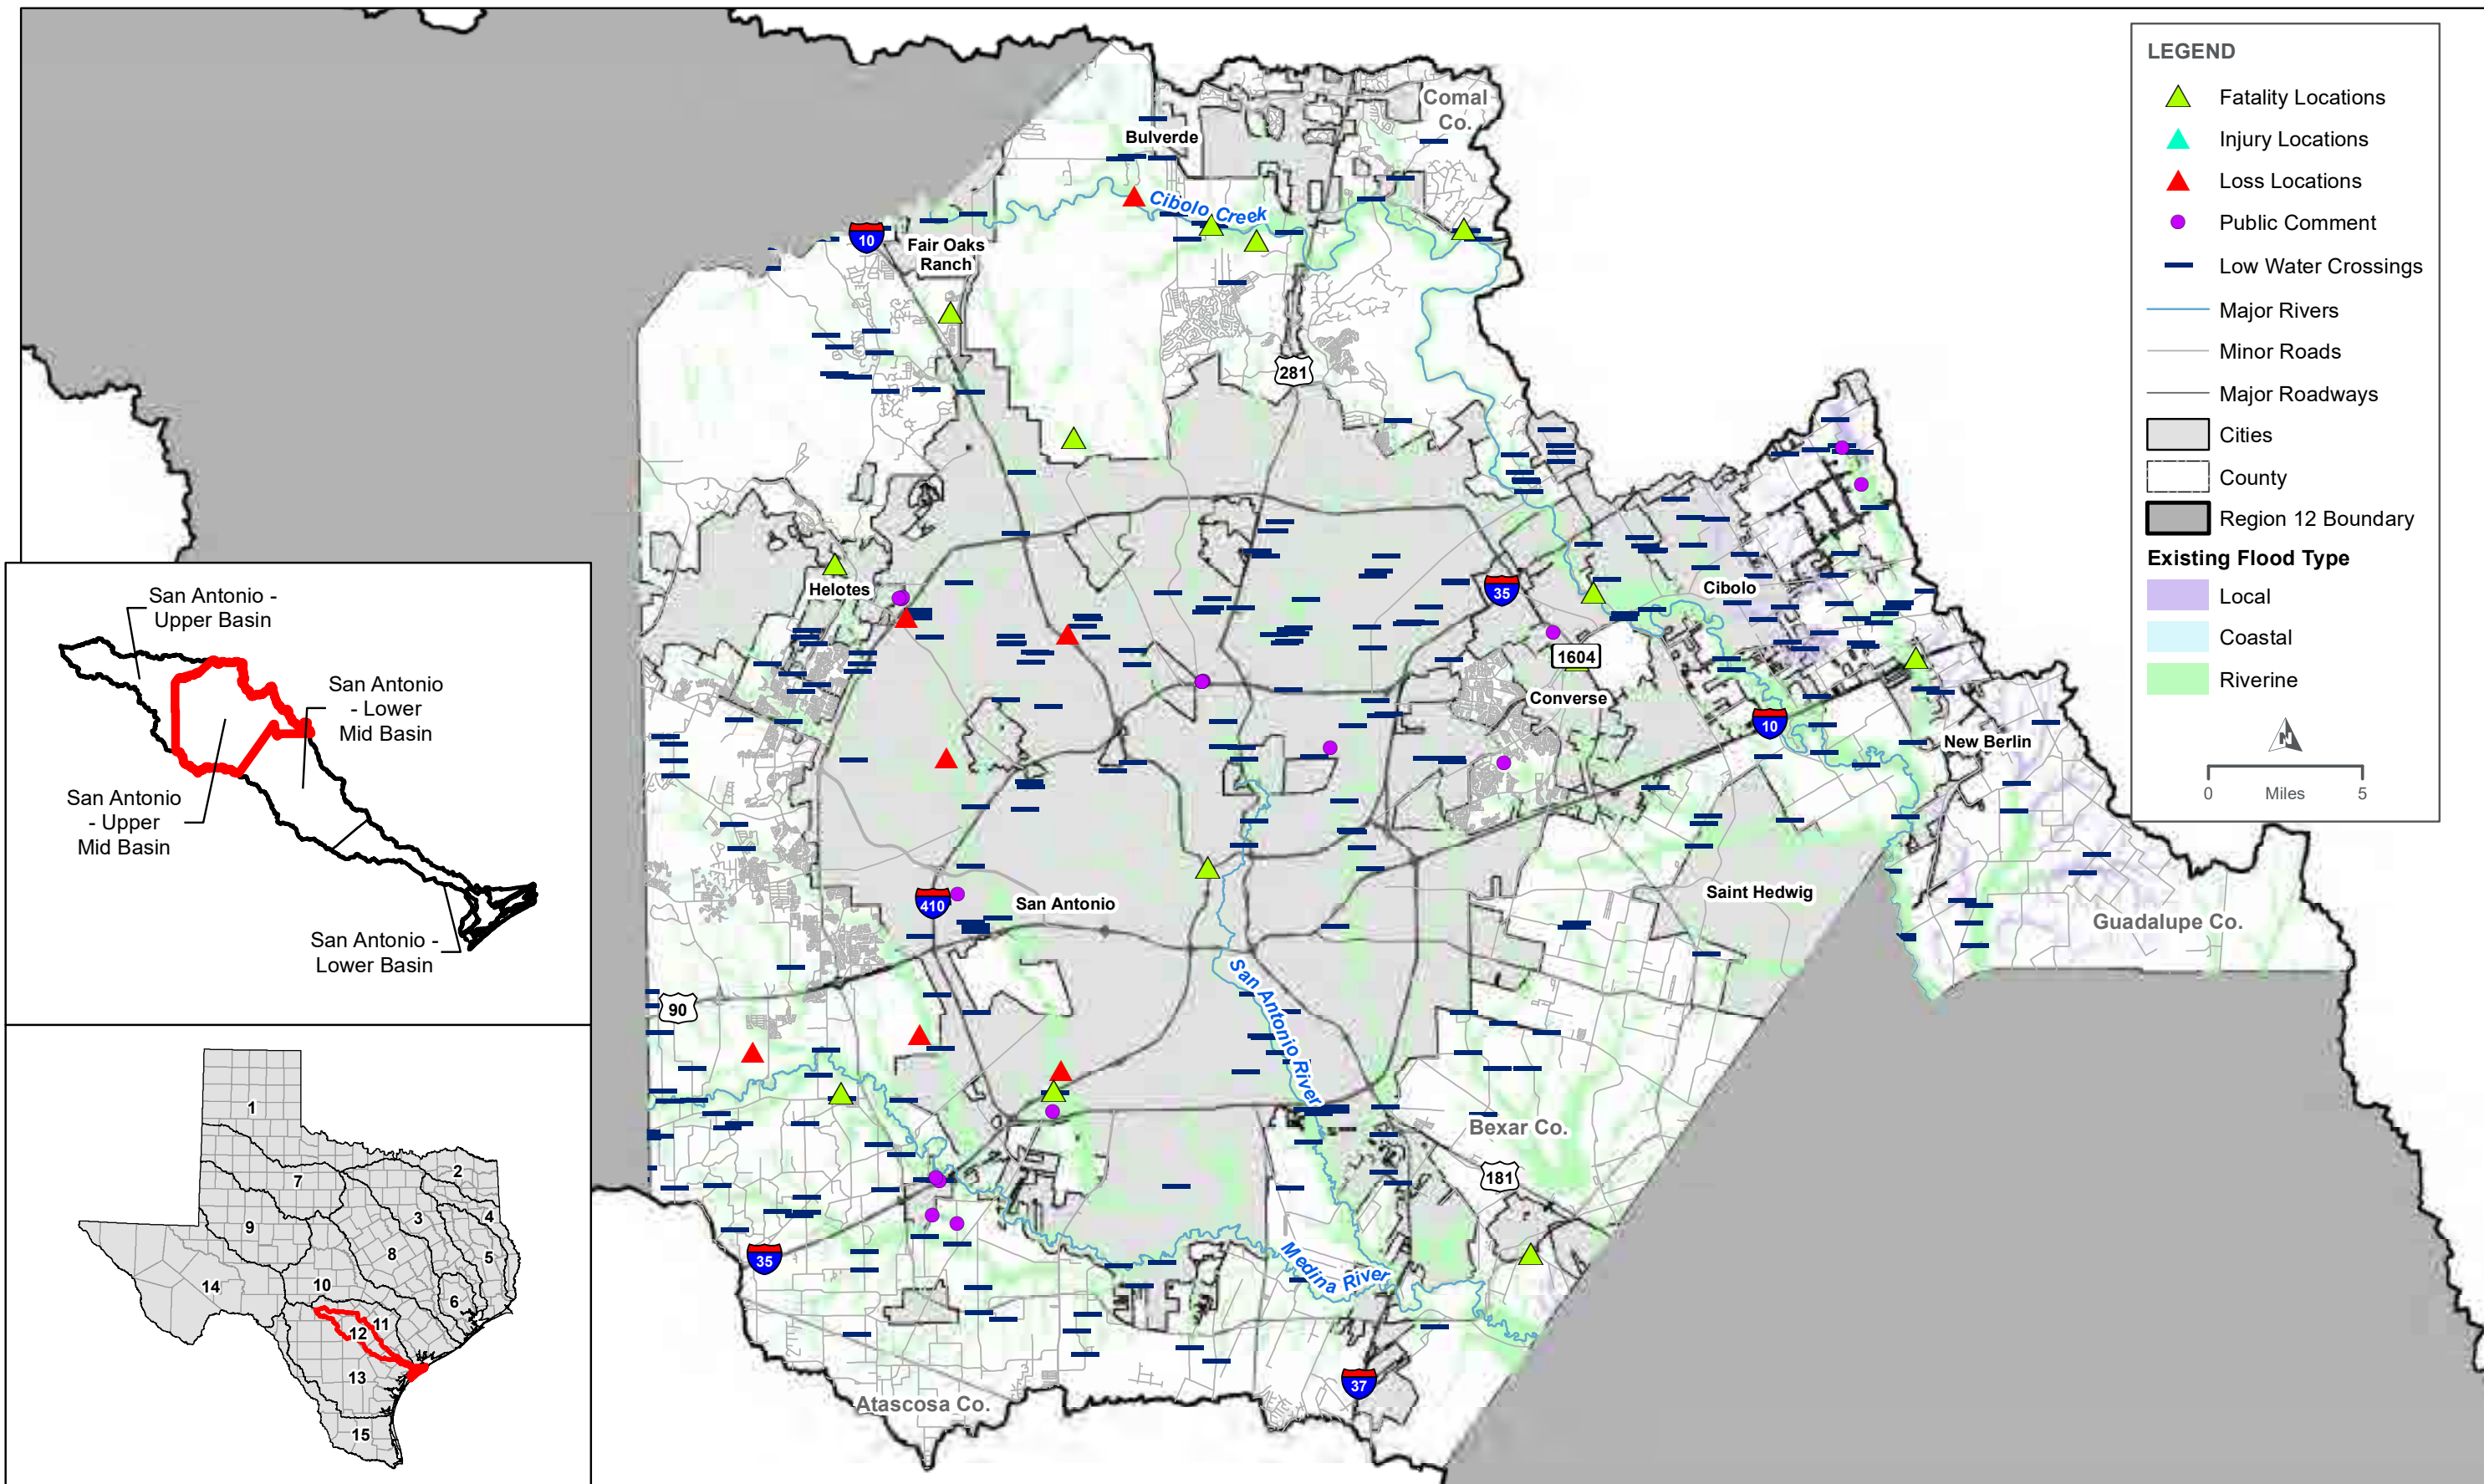 LEGEND
Fatality Locations
Injury Locations
Loss Locations
Public Comment
Low Water Crossings
Major Rivers
Minor Roads
Major Roadways
Cities
County
Region 12 Boundary
Existing Flood Type
Local
Coastal
Riverine
N
0 Miles 5
Comal
Co.
Bulverde
Cibolo Creek
10
Fair Oaks
Ranch
281
Helotes
35
Cibolo
1604
Converse
10
New Berlin
410
San Antonio
Saint Hedwig
Guadalupe Co.
San Antonio River
90
Bexar Co.
181
35
Medina River
37
Atascosa Co.
San Antonio -
Upper Basin
San Antonio
- Lower
Mid Basin
San Antonio
- Upper
Mid Basin
San Antonio -
Lower Basin
1
2
7
3
4
9
8
5
14
10
6
11
12
13
15